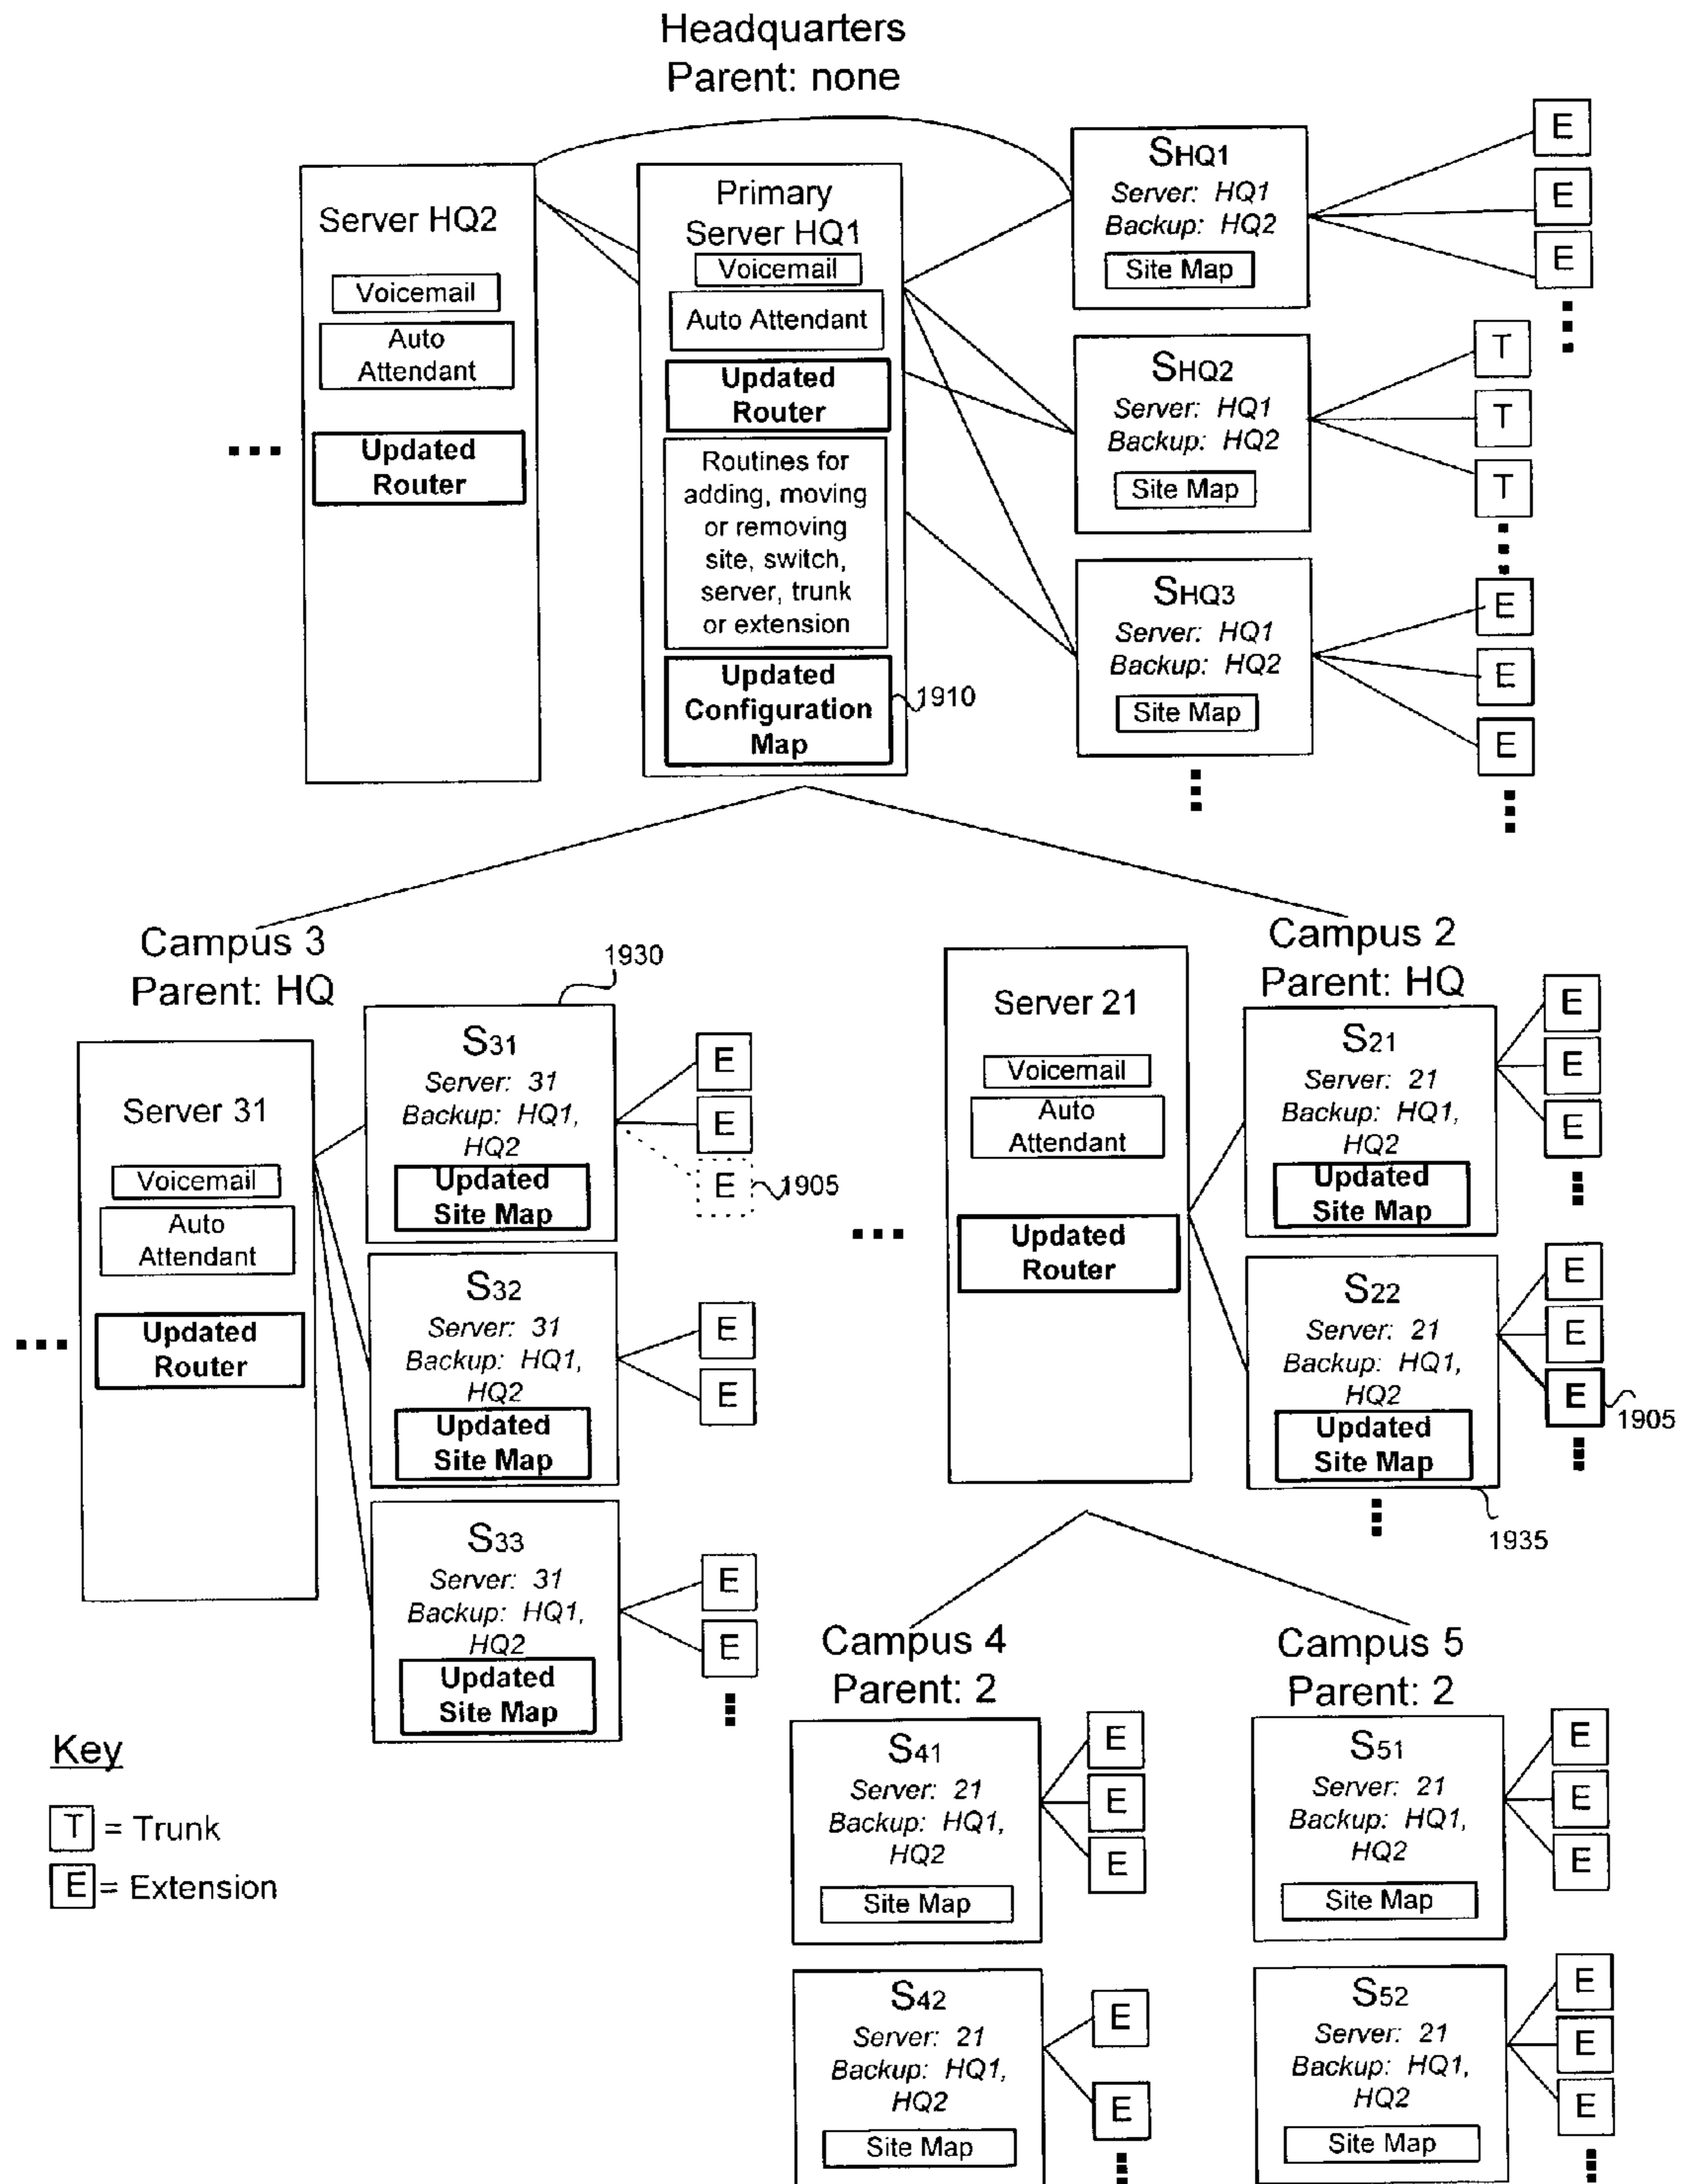 Headquarters
Parent: none
Server HQ2
Voicemail
Auto
Attendant
Updated
Router
Primary
Server HQ1
Voicemail
Auto Attendant
Updated
Router
Routines for
adding, moving
or removing
site, switch,
server, trunk
or extension
Updated
Configuration
Map
1910
SHQ1
Server: HQ1
Backup: HQ2
Site Map
E
E
E
SHQ2
Server: HQ1
Backup: HQ2
Site Map
T
T
T
SHQ3
Server: HQ1
Backup: HQ2
Site Map
E
E
E
Campus 3
Parent: HQ
Server 31
Voicemail
Auto
Attendant
Updated
Router
1930
S31
Server: 31
Backup: HQ1,
HQ2
Updated
Site Map
E
E
E
1905
S32
Server: 31
Backup: HQ1,
HQ2
Updated
Site Map
E
E
S33
Server: 31
Backup: HQ1,
HQ2
Updated
Site Map
E
E
Campus 2
Parent: HQ
Server 21
Voicemail
Auto
Attendant
Updated
Router
S21
Server: 21
Backup: HQ1,
HQ2
Updated
Site Map
E
E
E
S22
Server: 21
Backup: HQ1,
HQ2
Updated
Site Map
E
E
E
1905
1935
Campus 4
Parent: 2
S41
Server: 21
Backup: HQ1,
HQ2
Site Map
E
E
E
S42
Server: 21
Backup: HQ1,
HQ2
Site Map
E
E
Campus 5
Parent: 2
S51
Server: 21
Backup: HQ1,
HQ2
Site Map
E
E
E
S52
Server: 21
Backup: HQ1,
HQ2
Site Map
E
E
E
Key
T = Trunk
E = Extension